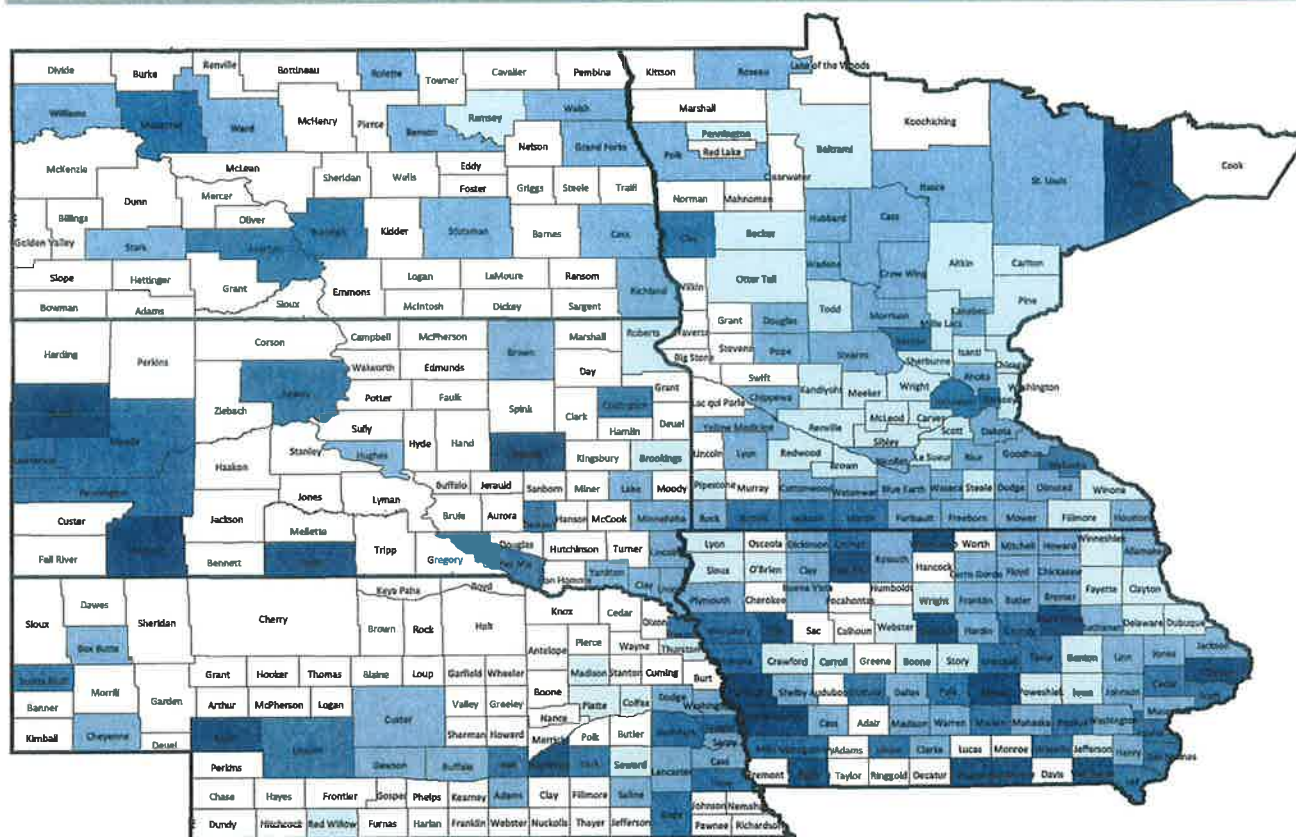 Divide
Burke
Renville
Bottineau
Rolette
Towner
Cavalier
Pembina
Kittson
Roseau
Lake of the Woods
Williams
Ward
McHenry
Pierce
Benson
Ramsey
Walsh
Marshall
Pennington
Polk
Red Lake
Beltrami
Koochiching
St. Louis
Cook
McKenzie
McLean
Sheridan
Wells
Eddy
Foster
Nelson
Grand Forks
Griggs
Steele
Traill
Norman
Mahnomen
Clearwater
Hubbard
Cass
Itasca
Dunn
Mercer
Oliver
Billings
Golden Valley
Stark
Kidder
Stutsman
Barnes
Cass
Clay
Becker
Wadena
Crow Wing
Aitkin
Carlton
Slope
Hettinger
Grant
Sioux
Emmons
Logan
LaMoure
Ransom
Richland
Wilkin
Otter Tail
Todd
Morrison
Mille Lacs
Kanabec
Pine
Bowman
Adams
McIntosh
Dickey
Sargent
Harding
Perkins
Corson
Campbell
McPherson
Brown
Marshall
Roberts
Traverse
Grant
Douglas
Big Stone
Stevens
Pope
Stearns
Sherburne
Isanti
Walworth
Edmunds
Day
Ziebach
Potter
Faulk
Spink
Clark
Grant
Deuel
Hamlin
Swift
Lac qui Parle
Chippewa
Kandiyohi
Meeker
Wright
Anoka
Washington
Sully
Hyde
Hand
Kingsbury
Brookings
Yellow Medicine
Renville
McLeod
Carver
Scott
Dakota
Sibley
Haakon
Stanley
Hughes
Lincoln
Lyon
Redwood
Brown
Le Sueur
Rice
Goodhue
Jones
Lyman
Buffalo
Jerauld
Sanborn
Miner
Lake
Moody
Pipestone
Murray
Cottonwood
Watonwan
Blue Earth
Waseca
Steele
Dodge
Olmsted
Winona
Custer
Jackson
Mellette
Brule
Aurora
Hanson
McCook
Minnehaha
Rock
Faribault
Freeborn
Mower
Fillmore
Houston
Fall River
Bennett
Tripp
Gregory
Douglas
Hutchinson
Turner
Lincoln
Yankton
Clay
Lyon
Osceola
Dickinson
Emmet
Worth
Mitchell
Howard
Winneshiek
Allamakee
Sioux
O'Brien
Clay
Kossuth
Hancock
Cerro Gordo
Floyd
Chickasaw
Fayette
Clayton
Plymouth
Cherokee
Buena Vista
Pocahontas
Humboldt
Wright
Franklin
Butler
Bremer
Sioux
Dawes
Sheridan
Cherry
Keya Paha
Boyd
Knox
Cedar
Dixon
Box Butte
Brown
Rock
Holt
Antelope
Pierce
Wayne
Thurston
Sac
Calhoun
Webster
Hardin
Delaware
Dubuque
Scotts Bluff
Morrill
Garden
Grant
Hooker
Thomas
Blaine
Loup
Garfield
Wheeler
Madison
Stanton
Cuming
Burt
Crawford
Carroll
Greene
Boone
Story
Benton
Linn
Jones
Jackson
Banner
Arthur
McPherson
Logan
Custer
Valley
Greeley
Boone
Platte
Colfax
Dodge
Washington
Shelby
Audubon
Dallas
Polk
Poweshiek
Iowa
Johnson
Cedar
Kimball
Cheyenne
Deuel
Lincoln
Sherman
Howard
Nance
Merrick
Polk
Butler
Cass
Adair
Madison
Warren
Marion
Mahaska
Washington
Perkins
Dawson
Buffalo
Hall
York
Seward
Lancaster
Cass
Mills
Adams
Union
Clarke
Lucas
Monroe
Jefferson
Henry
Chase
Hayes
Frontier
Gosper
Phelps
Kearney
Adams
Clay
Fillmore
Saline
Gage
Johnson
Nemaha
Taylor
Ringgold
Decatur
Davis
Lee
Dundy
Hitchcock
Red Willow
Furnas
Harlan
Franklin
Webster
Nuckolls
Thayer
Jefferson
Pawnee
Richardson